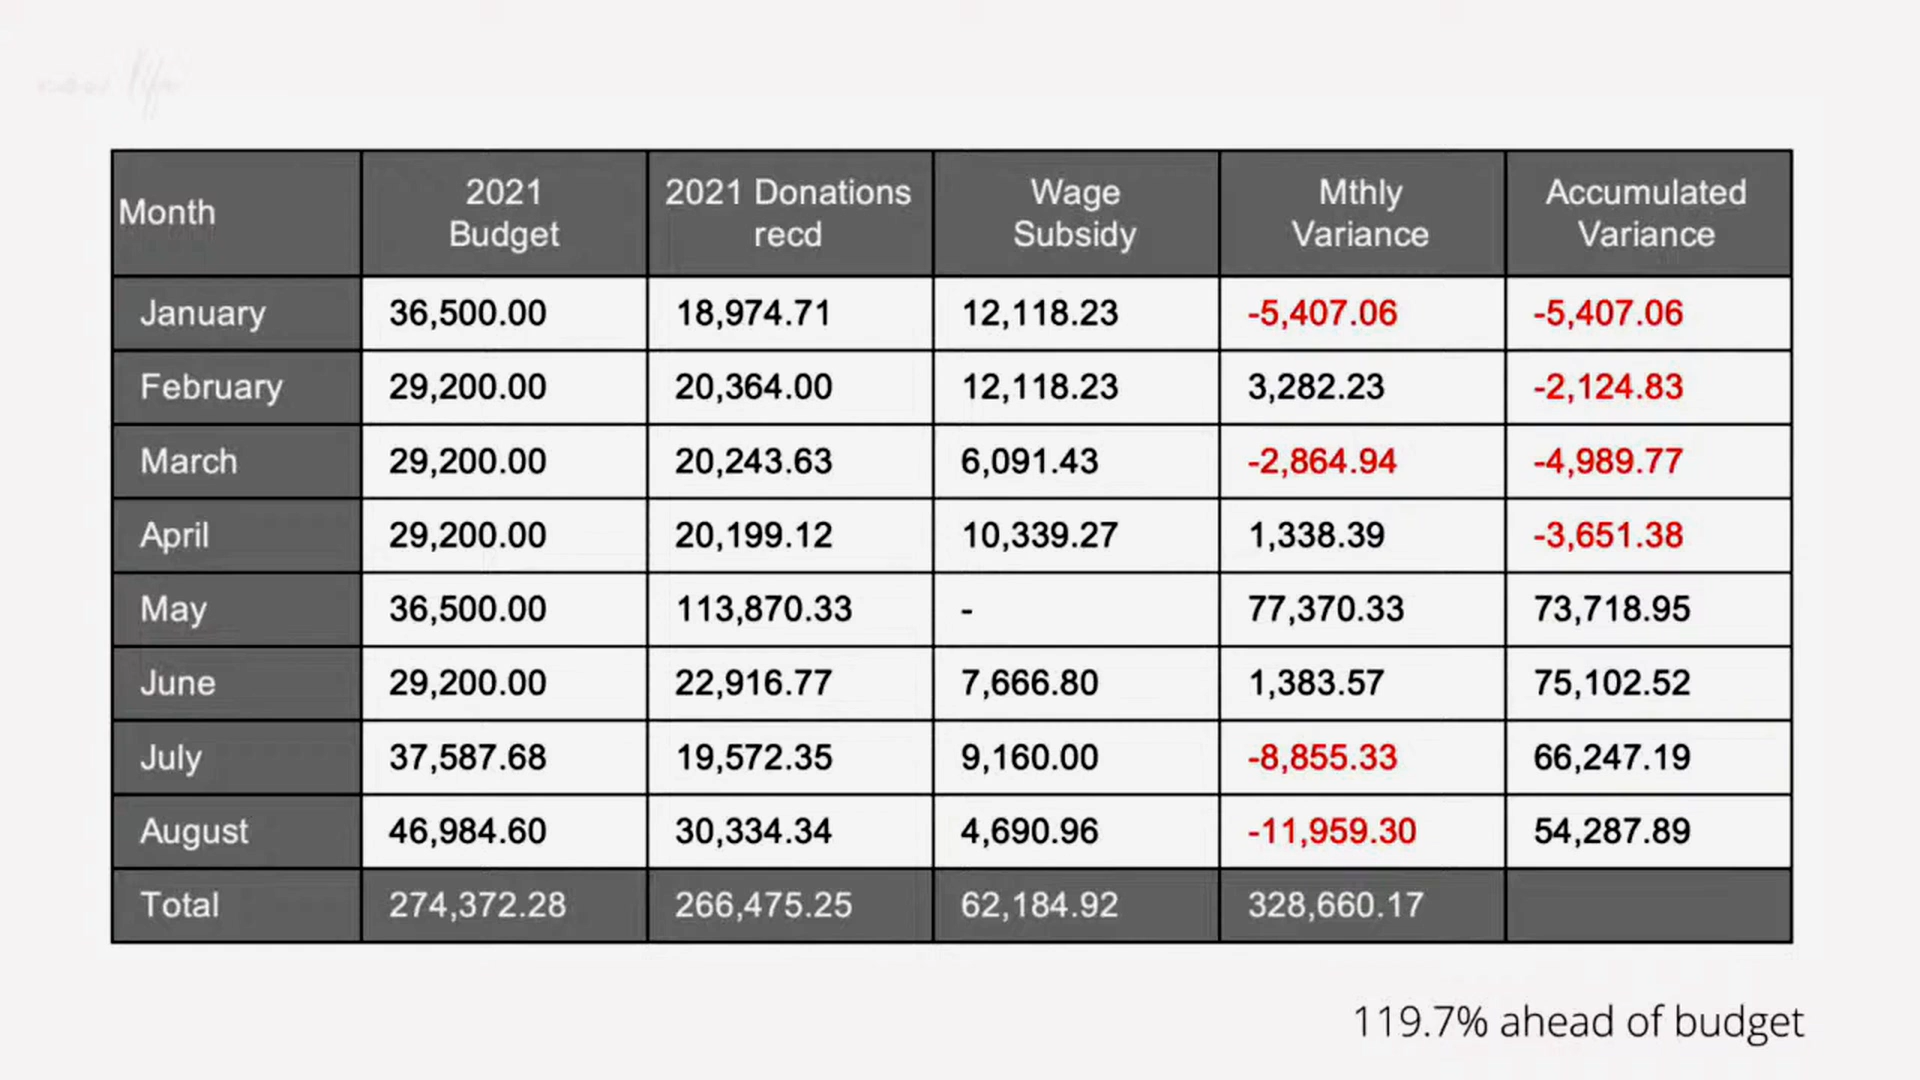 Month 2021 Budget 2021 Donations recd Wage Subsidy Mthly Variance Accumulated Variance
January 36,500.00 18,974.71 12,118.23 -5,407.06 -5,407.06
February 29,200.00 20,364.00 12,118.23 3,282.23 -2,124.83
March 29,200.00 20,243.63 6,091.43 -2,864.94 -4,989.77
April 29,200.00 20,199.12 10,339.27 1,338.39 -3,651.38
May 36,500.00 113,870.33 - 77,370.33 73,718.95
June 29,200.00 22,916.77 7,666.80 1,383.57 75,102.52
July 37,587.68 19,572.35 9,160.00 -8,855.33 66,247.19
August 46,984.60 30,334.34 4,690.96 -11,959.30 54,287.89
Total 274,372.28 266,475.25 62,184.92 328,660.17
119.7% ahead of budget